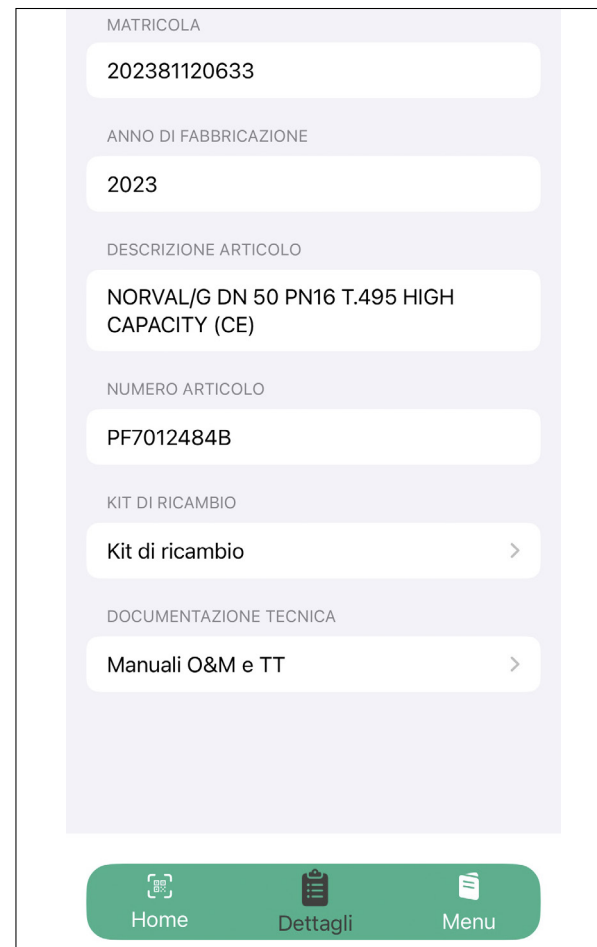 MATRICOLA
202381120633
ANNO DI FABBRICAZIONE
2023
DESCRIZIONE ARTICOLO
NORVAL/G DN 50 PN16 T.495 HIGH
CAPACITY (CE)
NUMERO ARTICOLO
PF7012484B
KIT DI RICAMBIO
Kit di ricambio
DOCUMENTAZIONE TECNICA
Manuali O&M e TT
Home
Dettagli
Menu